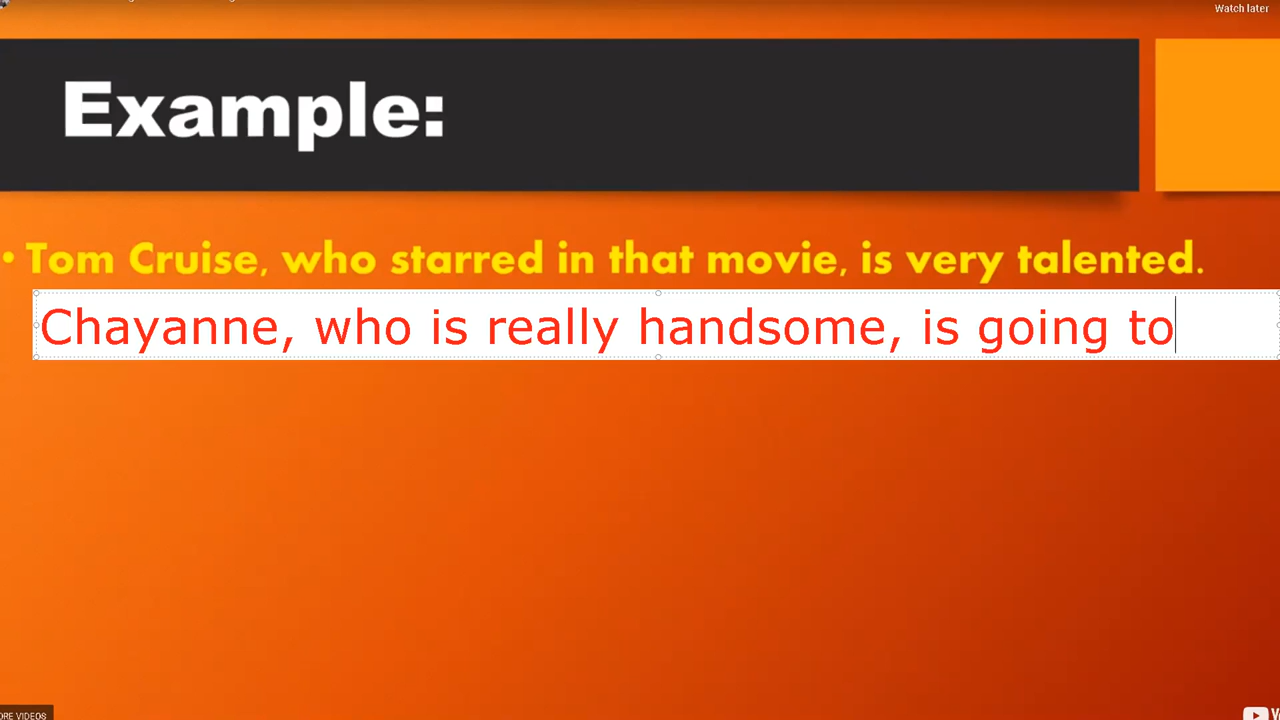 Watch later
Example:
• Tom Cruise, who starred in that movie, is very talented.
Chayanne, who is really handsome, is going to
ORE VIDEOS